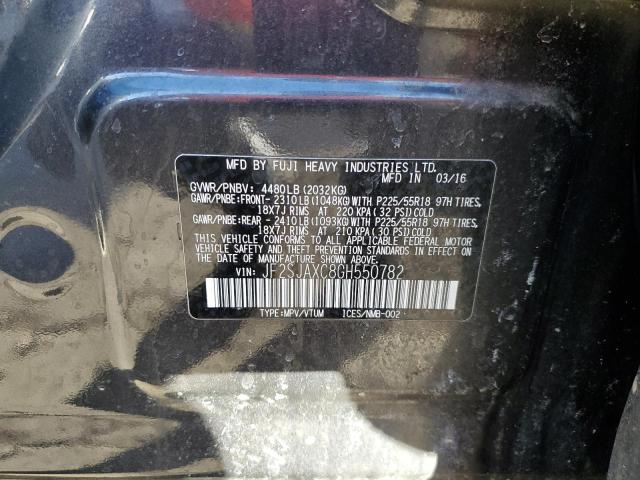 MFD BY FUJI HEAVY INDUSTRIES LTD.
MFD IN 03/16
GVWR/PNBV: 4480LB (2032KG)
GAWR/PNBE:FRONT-2310LB(1048KG)WITH P225/55R18 97H TIRES.
18X7J RIMS AT 220 KPA(32 PSI)COLD
GAWR/PNBE:REAR -2410LB(1093KG)WITH P225/55R18 97H TIRES.
18X7J RIMS AT 210 KPA(30 PSI)COLD
THIS VEHICLE CONFORMS TO ALL APPLICABLE FEDERAL MOTOR
VEHICLE SAFETY AND THEFT PREVENTION STANDARDS IN EFFECT
ON THE DATE OF MANUFACTURE SHOWN ABOVE.
VIN: JF2SJAXC8GH550782
TYPE:MPV/VTUM ICES/NMB-002